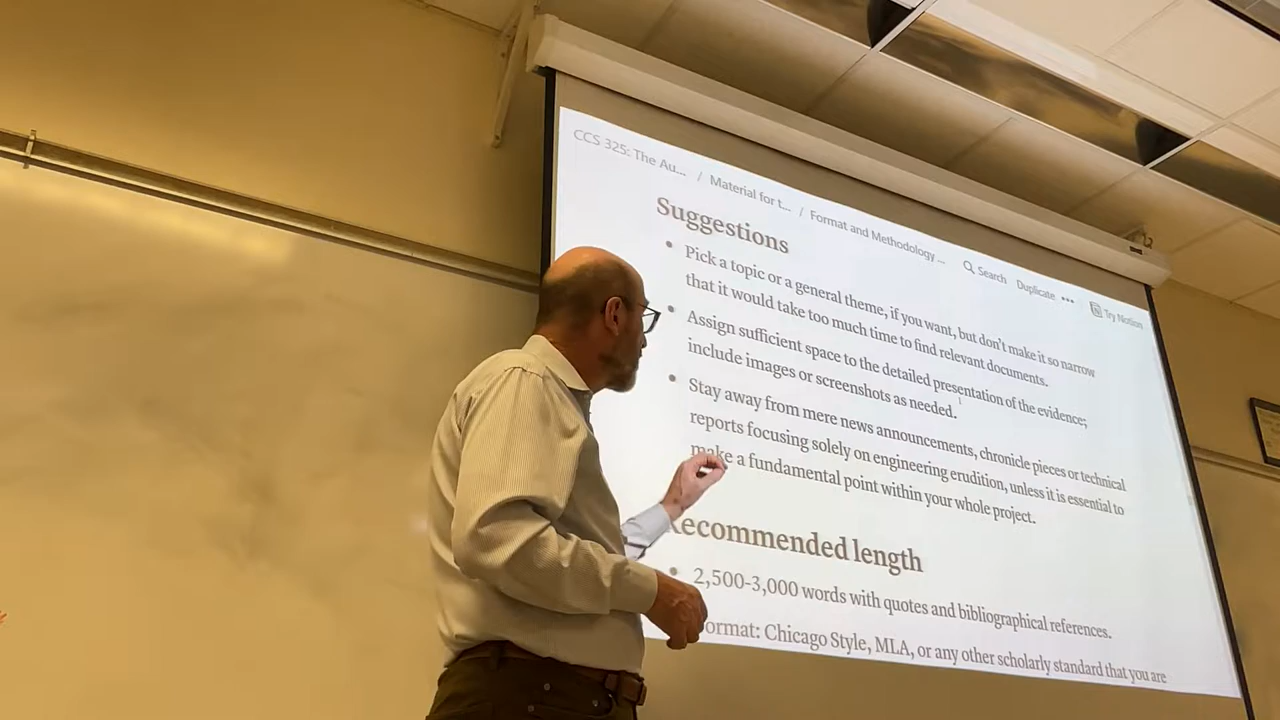 CCS 325: The Au... / Material for t... / Format and Methodology ... Search Duplicate ••• Try Notion
Suggestions
• Pick a topic or a general theme, if you want, but don't make it so narrow
that it would take too much time to find relevant documents.
• Assign sufficient space to the detailed presentation of the evidence;
include images or screenshots as needed.
• Stay away from mere news announcements, chronicle pieces or technical
reports focusing solely on engineering erudition, unless it is essential to
make a fundamental point within your whole project.
Recommended length
• 2,500-3,000 words with quotes and bibliographical references.
Format: Chicago Style, MLA, or any other scholarly standard that you are